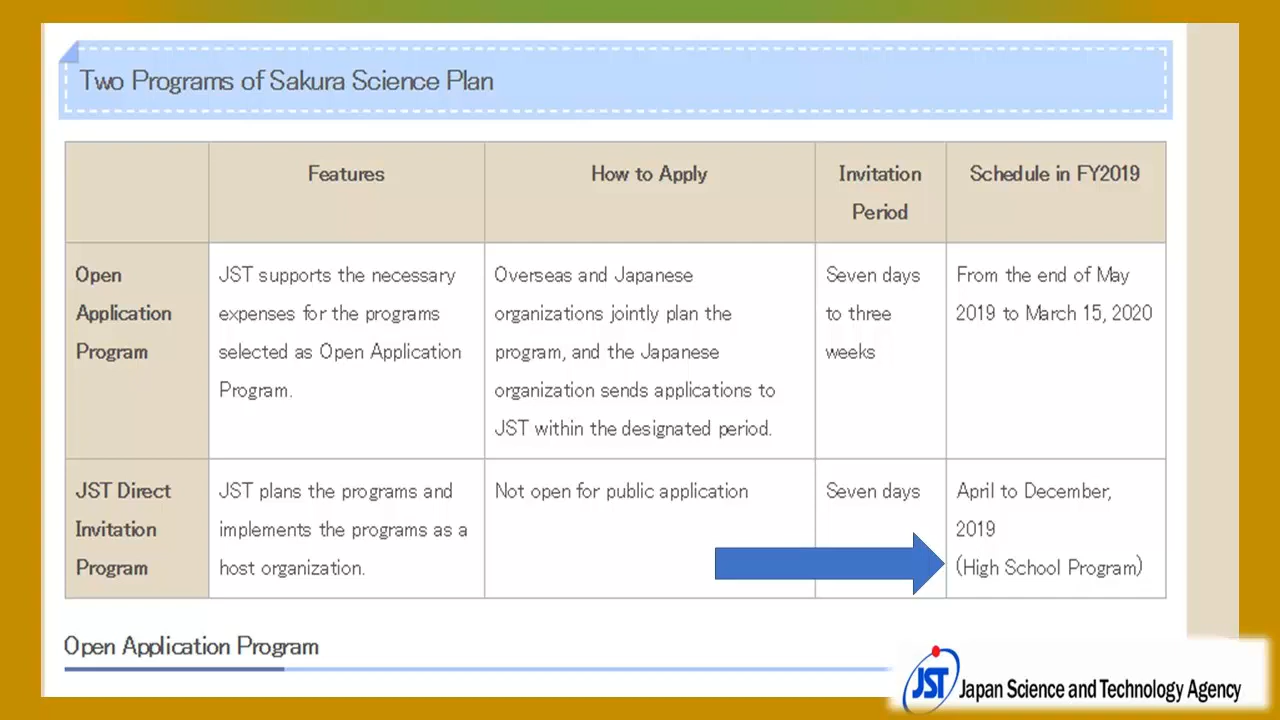 Two Programs of Sakura Science Plan
Features
How to Apply
Invitation
Period
Schedule in FY2019
Open
Application
Program
JST supports the necessary
expenses for the programs
selected as Open Application
Program.
Overseas and Japanese
organizations jointly plan the
program, and the Japanese
organization sends applications to
JST within the designated period.
Seven days
to three
weeks
From the end of May
2019 to March 15, 2020
JST Direct
Invitation
Program
JST plans the programs and
implements the programs as a
host organization.
Not open for public application
Seven days
April to December,
2019
(High School Program)
Open Application Program
JST Japan Science and Technology Agency